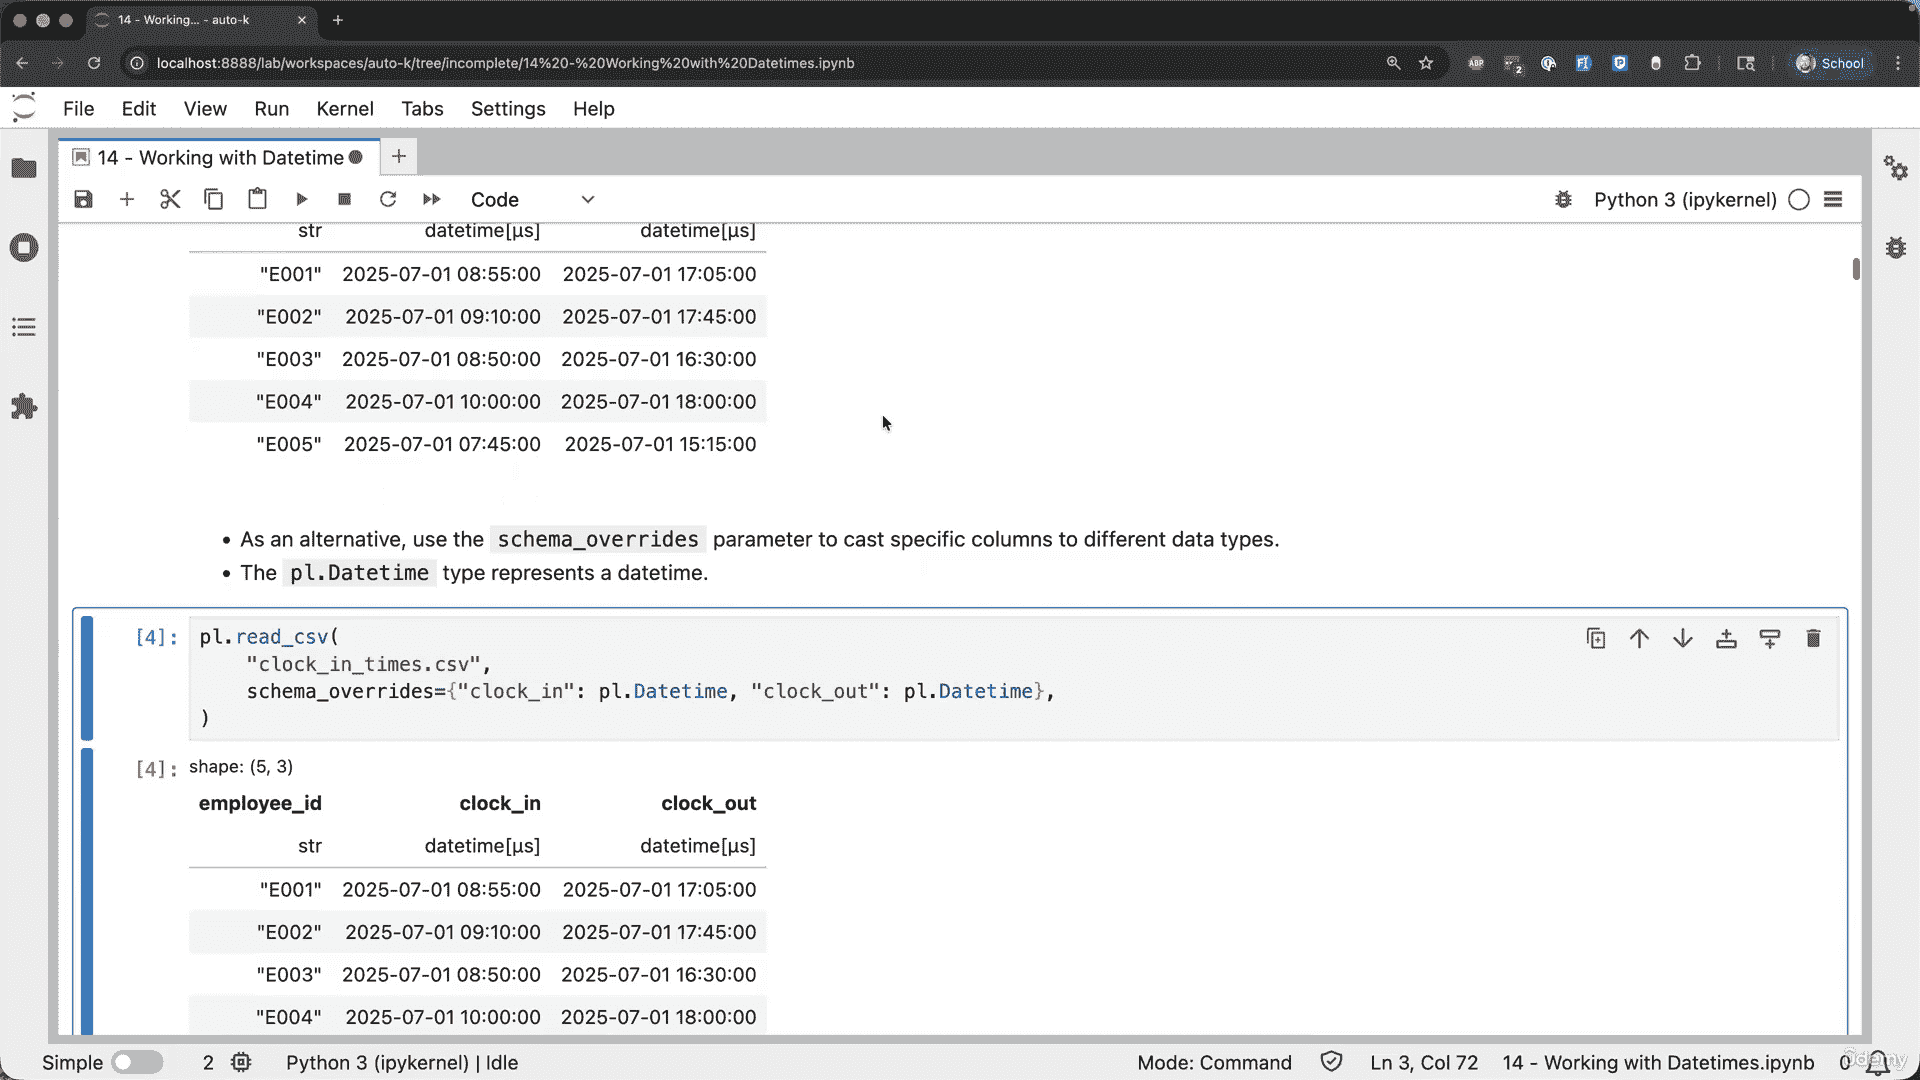 14 - Working... - auto-k
localhost:8888/lab/workspaces/auto-k/tree/incomplete/14%20-%20Working%20with%20Datetimes.ipynb
ABP
2
School
File Edit View Run Kernel Tabs Settings Help
14 - Working with Datetime
Code
Python 3 (ipykernel)
str datetime[μs] datetime[μs]
"E001" 2025-07-01 08:55:00 2025-07-01 17:05:00
"E002" 2025-07-01 09:10:00 2025-07-01 17:45:00
"E003" 2025-07-01 08:50:00 2025-07-01 16:30:00
"E004" 2025-07-01 10:00:00 2025-07-01 18:00:00
"E005" 2025-07-01 07:45:00 2025-07-01 15:15:00
• As an alternative, use the schema_overrides parameter to cast specific columns to different data types.
• The pl.Datetime type represents a datetime.
[4]: pl.read_csv(
"clock_in_times.csv",
schema_overrides={"clock_in": pl.Datetime, "clock_out": pl.Datetime},
)
[4]: shape: (5, 3)
employee_id clock_in clock_out
str datetime[μs] datetime[μs]
"E001" 2025-07-01 08:55:00 2025-07-01 17:05:00
"E002" 2025-07-01 09:10:00 2025-07-01 17:45:00
"E003" 2025-07-01 08:50:00 2025-07-01 16:30:00
"E004" 2025-07-01 10:00:00 2025-07-01 18:00:00
Simple 2 Python 3 (ipykernel) | Idle Mode: Command Ln 3, Col 72 14 - Working with Datetimes.ipynb 0
udemy